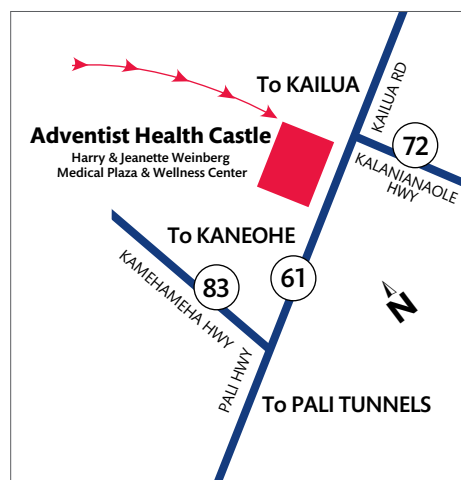 To KAILUA
KAILUA RD
Adventist Health Castle
Harry & Jeanette Weinberg
Medical Plaza & Wellness Center
72
KALANIANAOLE
HWY
To KANEOHE
61
83
KAMEHAMEHA HWY
N
PALI HWY
To PALI TUNNELS